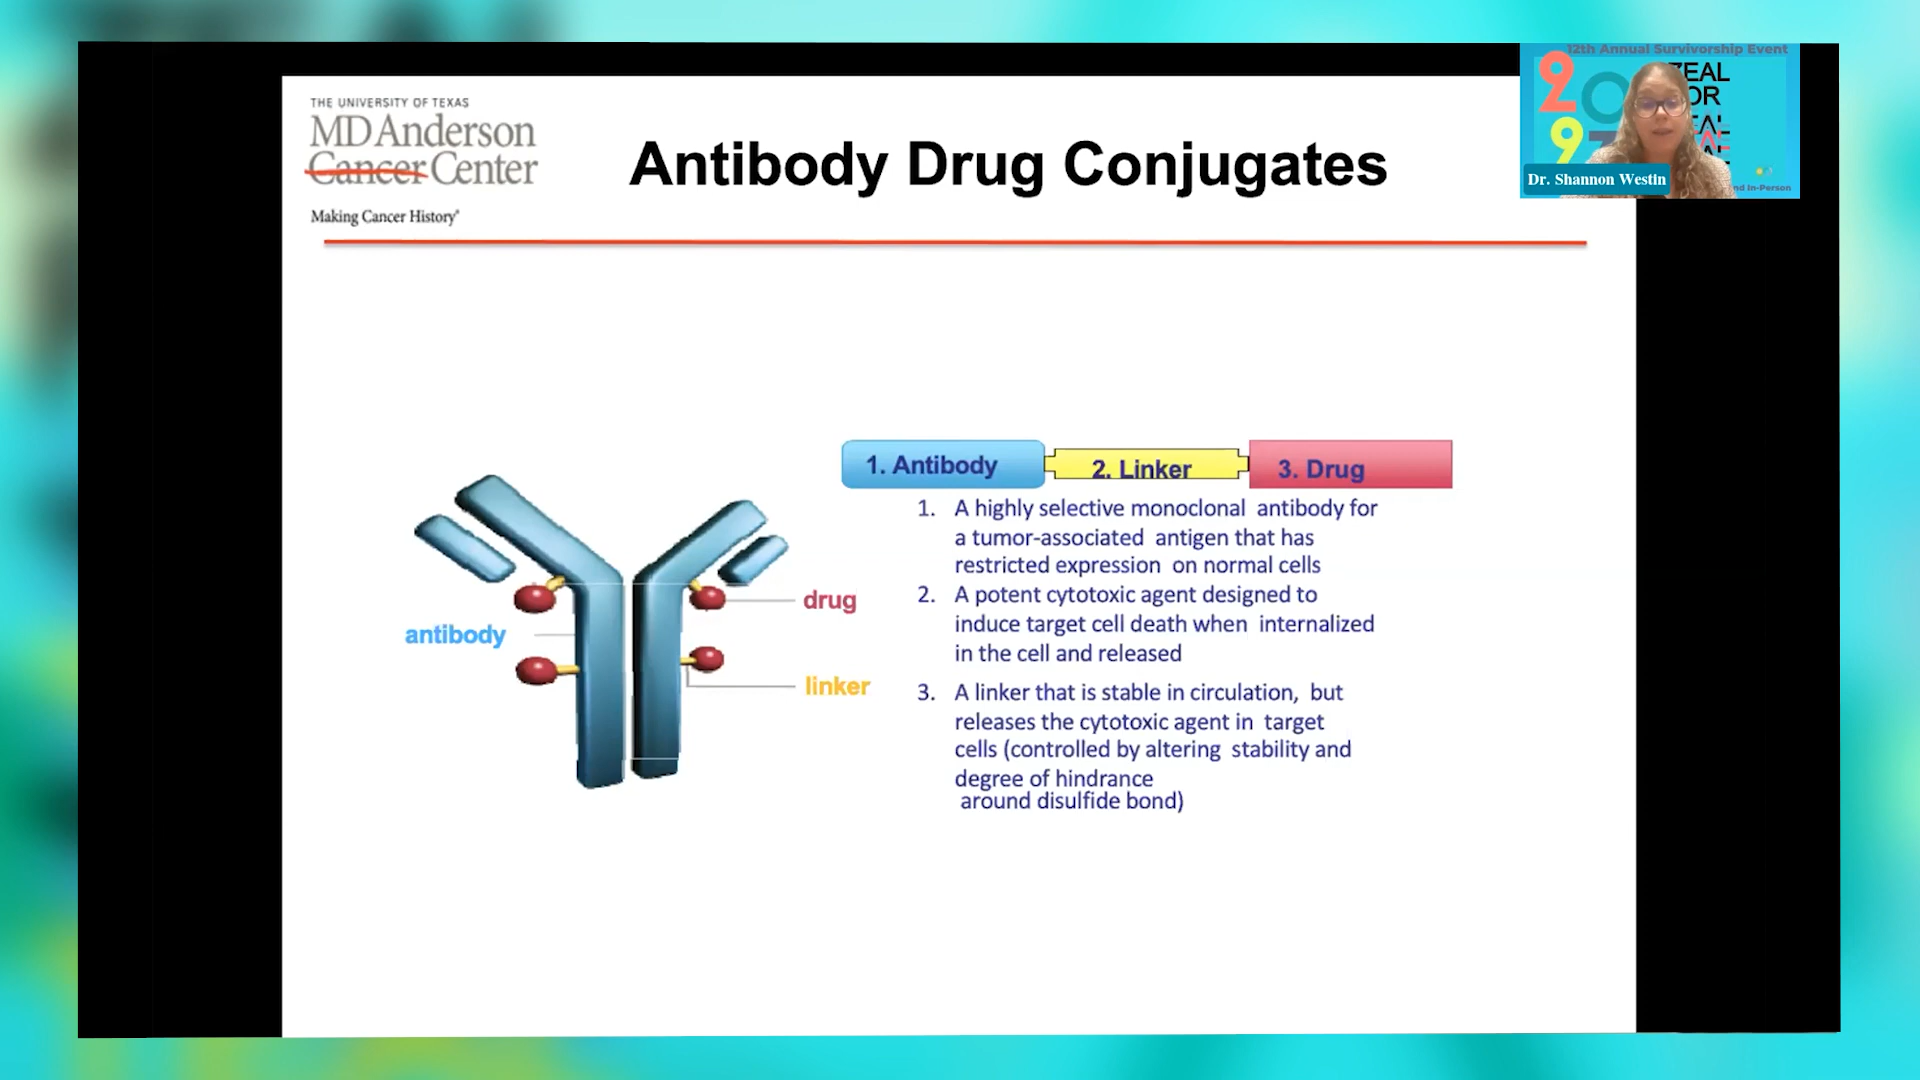 THE UNIVERSITY OF TEXAS
MD Anderson
Cancer Center
Making Cancer History®
Antibody Drug Conjugates
12th Annual Survivorship Event
ZEAL
Dr. Shannon Westin
nd In-Person
1. Antibody
2. Linker
3. Drug
antibody
drug
linker
1. A highly selective monoclonal antibody for
a tumor-associated antigen that has
restricted expression on normal cells
2. A potent cytotoxic agent designed to
induce target cell death when internalized
in the cell and released
3. A linker that is stable in circulation, but
releases the cytotoxic agent in target
cells (controlled by altering stability and
degree of hindrance
around disulfide bond)